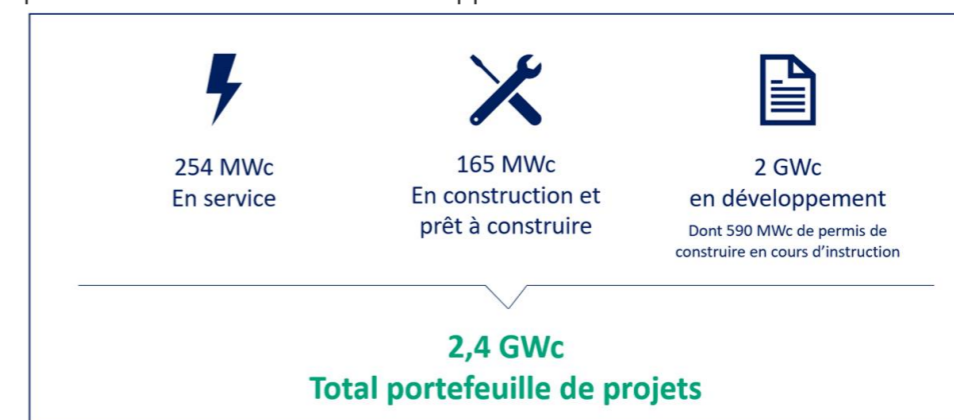 254 MWc
En service
165 MWc
En construction et
prêt à construire
2 GWc
en développement
Dont 590 MWc de permis de
construire en cours d'instruction
2,4 GWc
Total portefeuille de projets